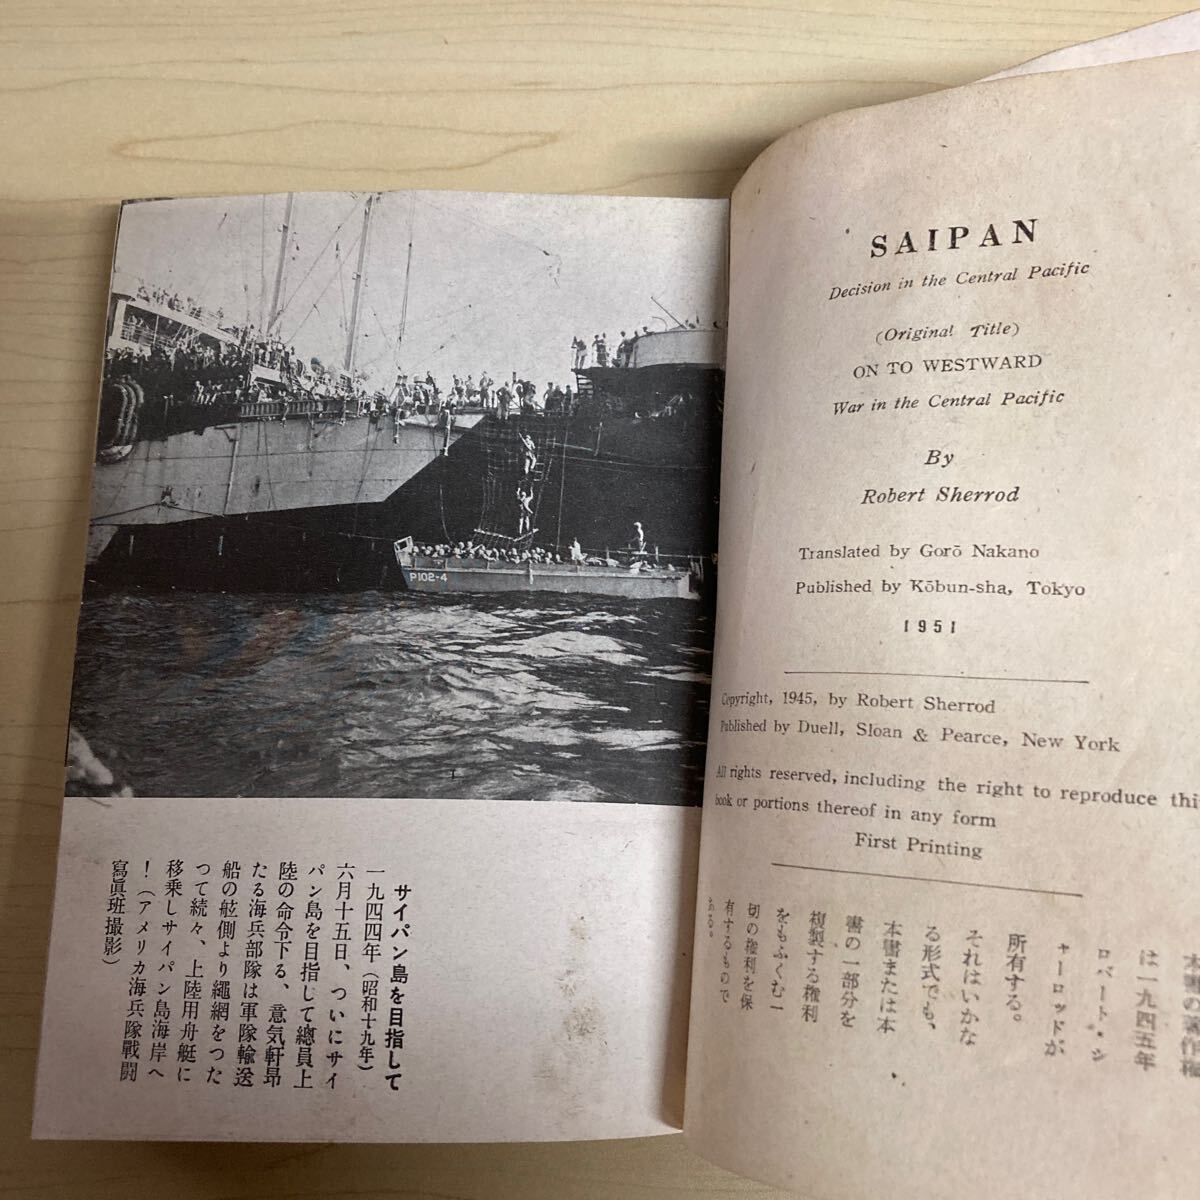 P102-4
サイパン島を目指して
一九四四年（昭和十九年）
六月十五日、ついにサイ
パン島を目指して總員上
陸の命令下る、意気軒昂
たる海兵部隊は軍隊輸送
船の舷側より繩網をつた
つて続々、上陸用舟艇に
移乗しサイパン島海岸へ
！（アメリカ海兵隊戰闘
寫眞班撮影）
SAIPAN
Decision in the Central Pacific
(Original Title)
ON TO WESTWARD
War in the Central Pacific
By
Robert Sherrod
Translated by Gorō Nakano
Published by Kōbun-sha, Tokyo
1951
Copyright, 1945, by Robert Sherrod
Published by Duell, Sloan & Pearce, New York
All rights reserved, including the right to reproduce this
book or portions thereof in any form
First Printing
本書の著作権
は一九四五年
ロバート・シ
ャーロッドが
所有する。
それはいかな
る形式でも、
本書または本
書の一部分を
複製する権利
をもふくむ一
切の権利を保
有するもので
ある。